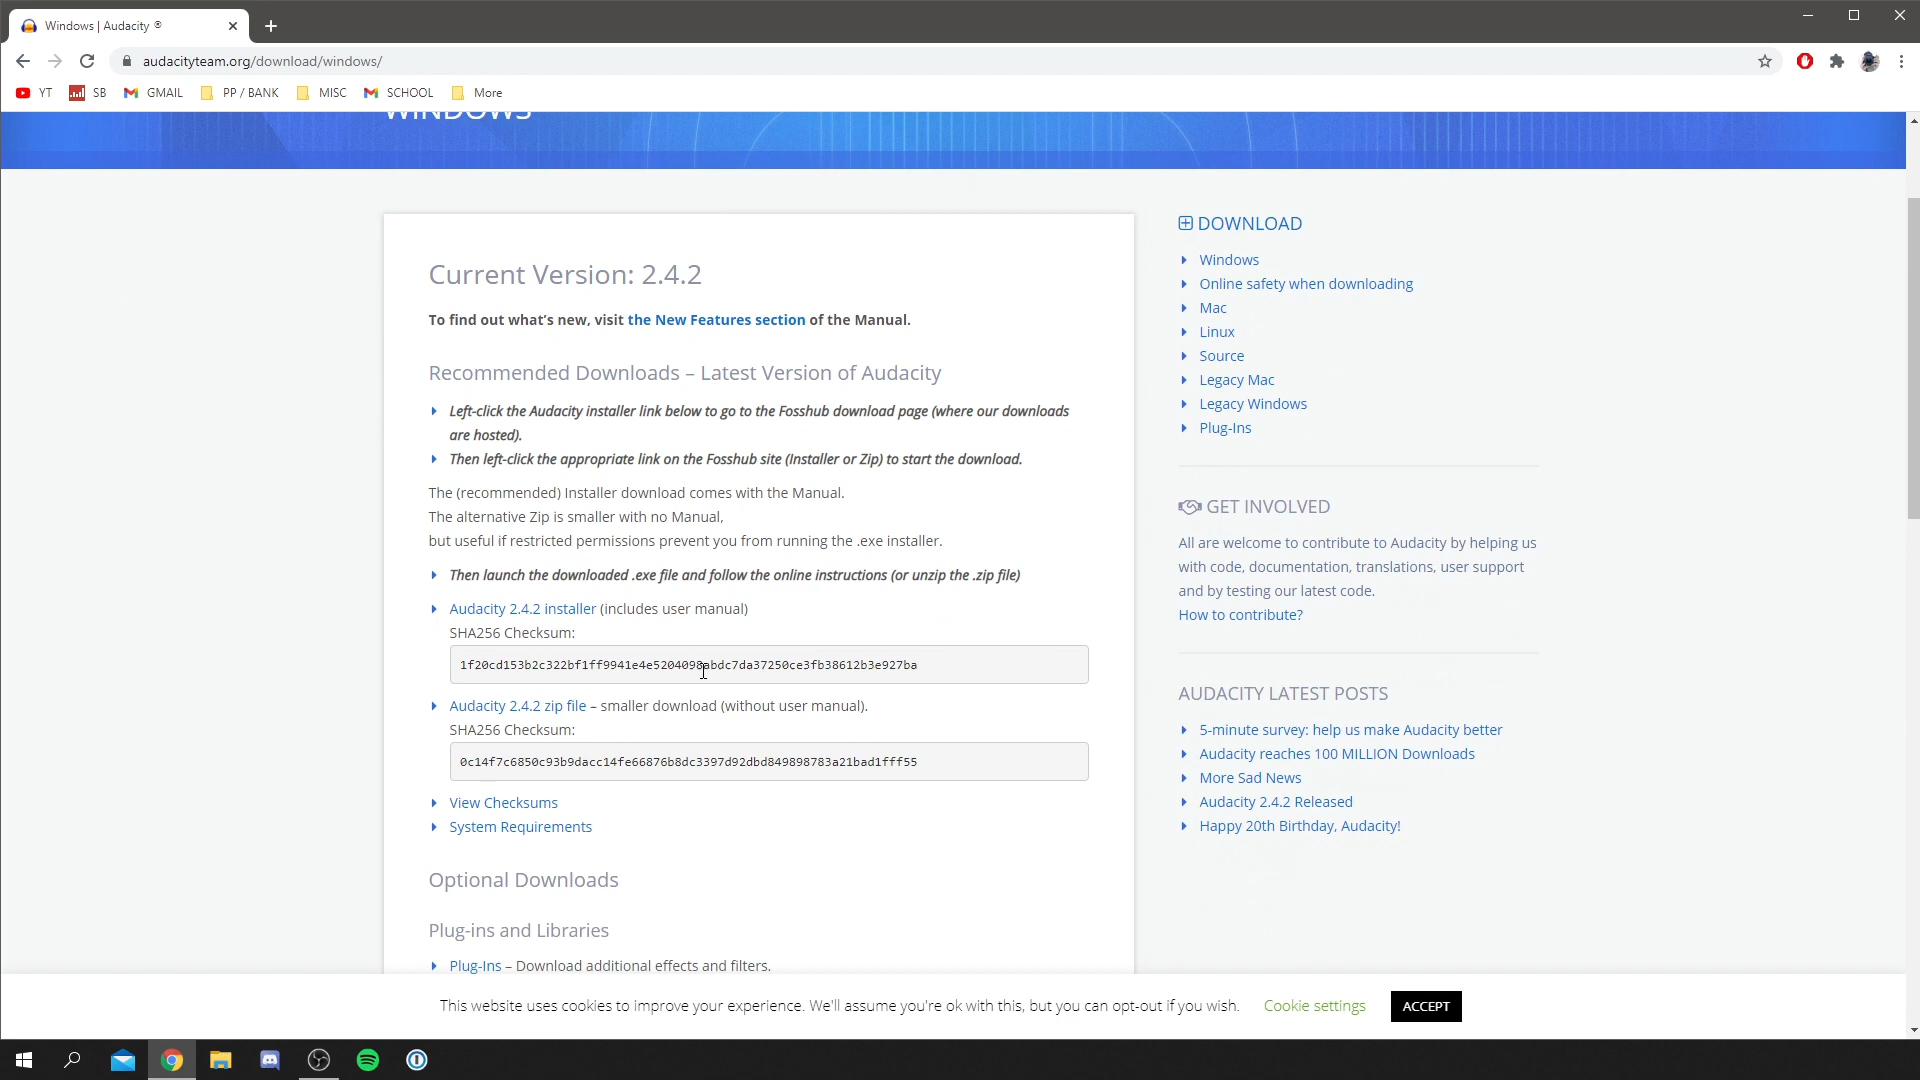 Windows | Audacity ®
audacityteam.org/download/windows/
YT SB GMAIL PP / BANK MISC SCHOOL More
WINDOWS
Current Version: 2.4.2
To find out what's new, visit the New Features section of the Manual.
Recommended Downloads – Latest Version of Audacity
Left-click the Audacity installer link below to go to the Fosshub download page (where our downloads
are hosted).
Then left-click the appropriate link on the Fosshub site (Installer or Zip) to start the download.
The (recommended) Installer download comes with the Manual.
The alternative Zip is smaller with no Manual,
but useful if restricted permissions prevent you from running the .exe installer.
Then launch the downloaded .exe file and follow the online instructions (or unzip the .zip file)
Audacity 2.4.2 installer (includes user manual)
SHA256 Checksum:
1f20cd153b2c322bf1ff9941e4e5204098abdc7da37250ce3fb38612b3e927ba
Audacity 2.4.2 zip file – smaller download (without user manual).
SHA256 Checksum:
0c14f7c6850c93b9dacc14fe66876b8dc3397d92dbd849898783a21bad1fff55
View Checksums
System Requirements
Optional Downloads
Plug-ins and Libraries
Plug-Ins – Download additional effects and filters.
DOWNLOAD
Windows
Online safety when downloading
Mac
Linux
Source
Legacy Mac
Legacy Windows
Plug-Ins
GET INVOLVED
All are welcome to contribute to Audacity by helping us
with code, documentation, translations, user support
and by testing our latest code.
How to contribute?
AUDACITY LATEST POSTS
5-minute survey: help us make Audacity better
Audacity reaches 100 MILLION Downloads
More Sad News
Audacity 2.4.2 Released
Happy 20th Birthday, Audacity!
This website uses cookies to improve your experience. We'll assume you're ok with this, but you can opt-out if you wish. Cookie settings ACCEPT